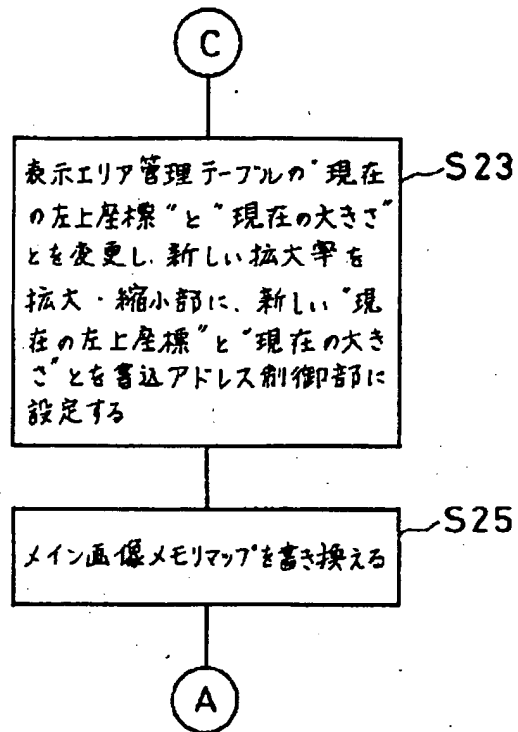 C
S23
表示エリア管理テーブルの“現在
の左上座標”と“現在の大きさ”
とを変更し、新しい拡大率を
拡大・縮小部に、新しい“現
在の左上座標”と“現在の大き
さ”とを書込アドレス制御部に
設定する
S25
メイン画像メモリマップを書き換える
A